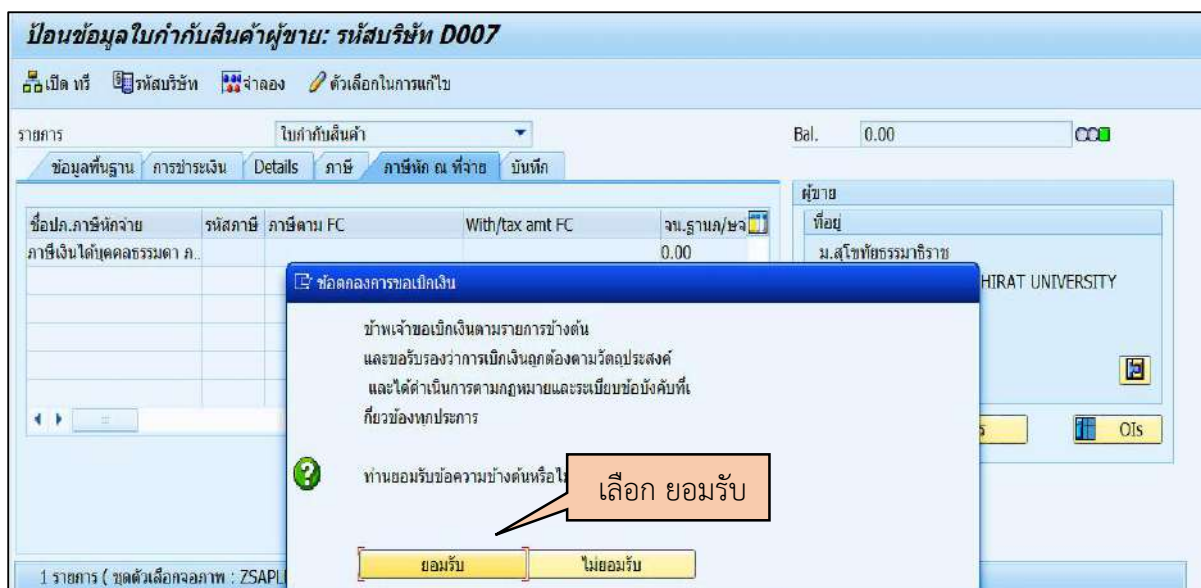 ป้อนข้อมูลใบกำกับสินค้าผู้ขาย: รหัสบริษัท D007
เปิด ทรี รหัสบริษัท จำลอง ตัวเลือกในการแก้ไข
รายการ ใบกำกับสินค้า Bal. 0.00
ข้อมูลพื้นฐาน การชำระเงิน Details ภาษี ภาษีหัก ณ ที่จ่าย บันทึก
ผู้ขาย
ชื่อปภ.ภาษีหักจ่าย รหัสภาษี ภาษีตาม FC With/tax amt FC จน.ฐานภ/ษจ
ที่อยู่
ภาษีเงินได้บุคคลธรรมดา ภ.. 0.00
ม.สุโขทัยธรรมาธิราช
HIRAT UNIVERSITY
ข้อตกลงการขอเบิกเงิน
ข้าพเจ้าขอเบิกเงินตามรายการข้างต้น
และขอรับรองว่าการเบิกเงินถูกต้องตามวัตถุประสงค์
และได้ดำเนินการตามกฎหมายและระเบียบข้อบังคับที่เ
กี่ยวข้องทุกประการ
s OIs
ท่านยอมรับข้อความข้างต้นหรือไม
เลือก ยอมรับ
ยอมรับ ไม่ยอมรับ
1 รายการ ( ชุดตัวเลือกจอภาพ : ZSAPL